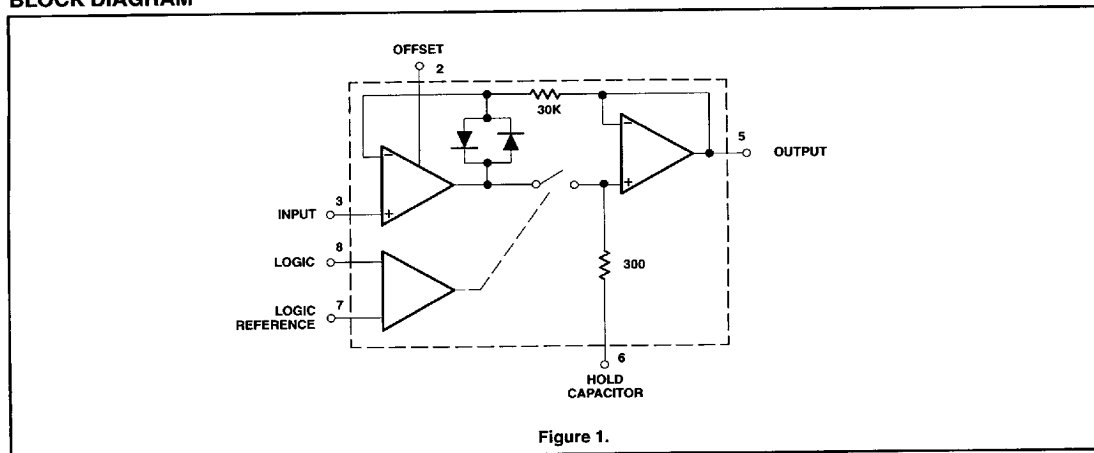 BLOCK DIAGRAM
OFFSET
2
30K
−
−
5
OUTPUT
+
INPUT
3
+
8
LOGIC
300
7
LOGIC
REFERENCE
6
HOLD
CAPACITOR
Figure 1.